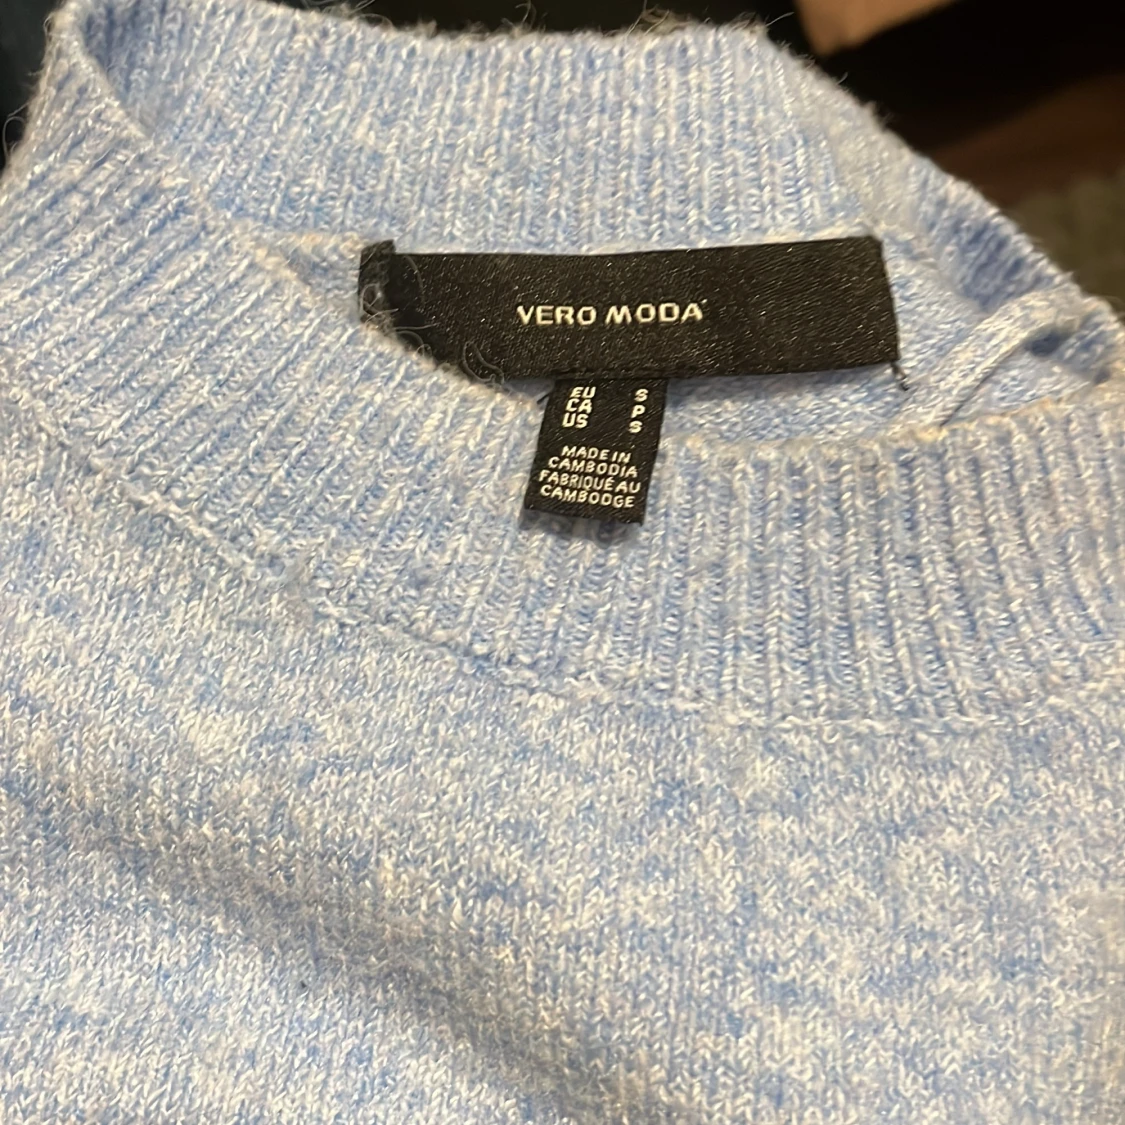 VERO MODA
EU S
CA P
US S
MADE IN
CAMBODIA
FABRIQUÉ AU
CAMBODGE